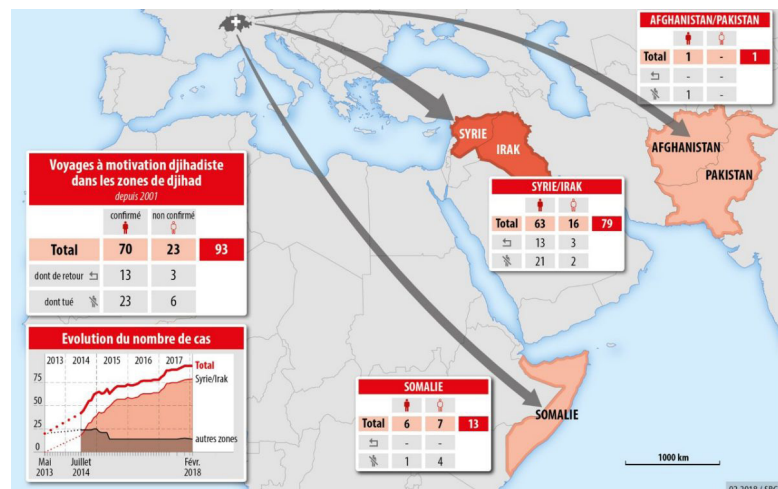 AFGHANISTAN/PAKISTAN
Total 1 - 1
- -
1 -
SYRIE
IRAK
AFGHANISTAN
PAKISTAN
Voyages à motivation djihadiste
dans les zones de djihad
depuis 2001
confirmé non confirmé
Total 70 23 93
dont de retour 13 3
dont tué 23 6
SYRIE/IRAK
Total 63 16 79
13 3
21 2
Evolution du nombre de cas
2013 2014 2015 2016 2017
Total
Syrie/Irak
75
50
25
autres zones
0
Mai
2013
Juillet
2014
Févr.
2018
SOMALIE
Total 6 7 13
- -
1 4
SOMALIE
1000 km
02.2018 / SRC